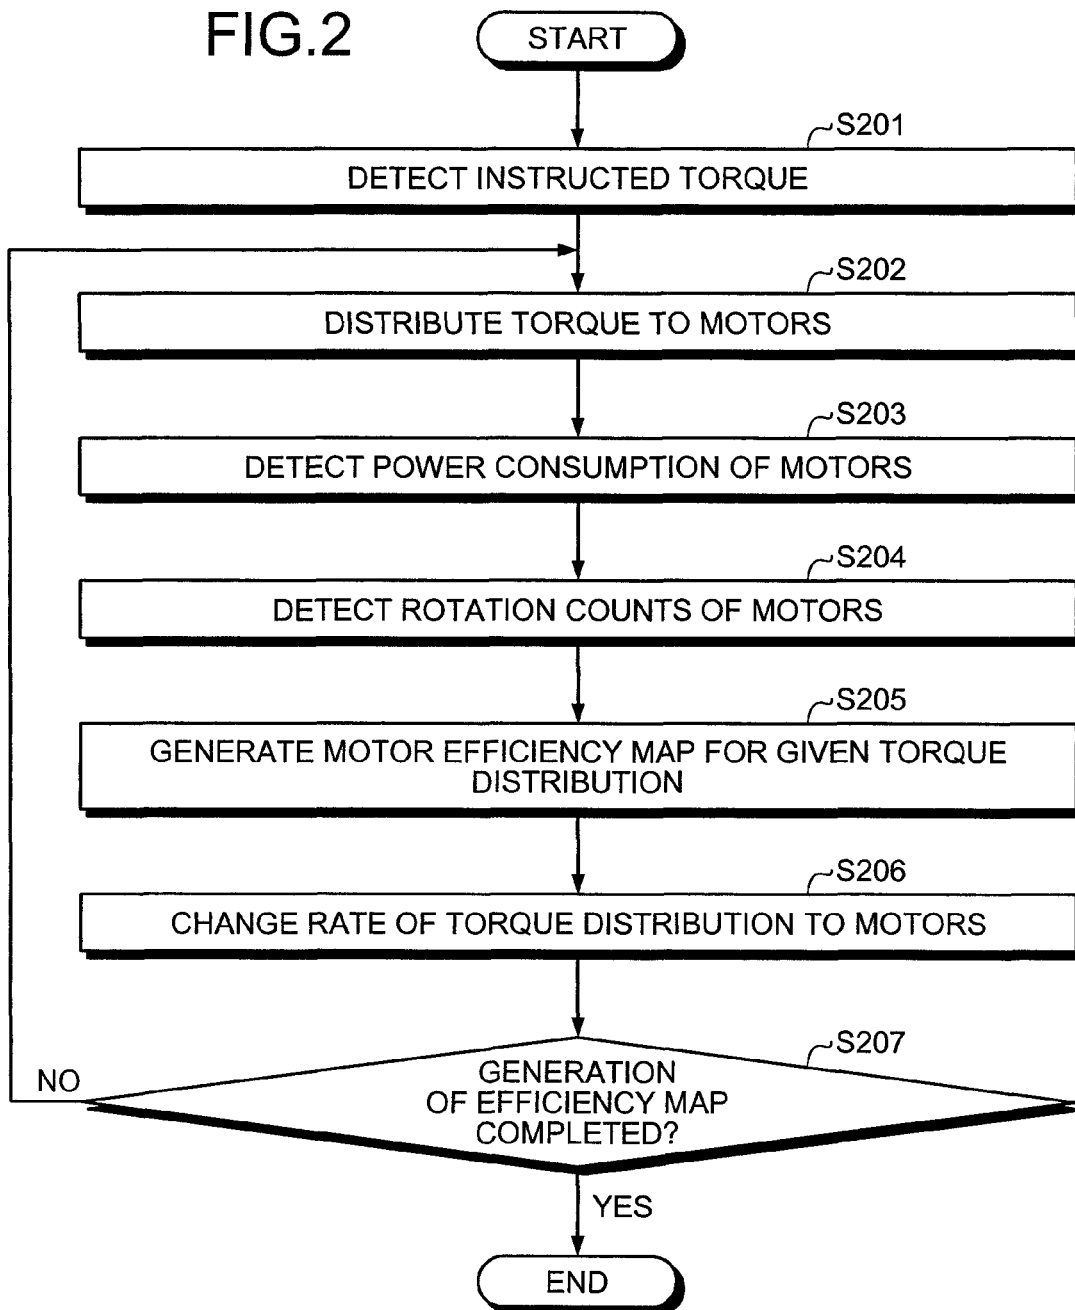 FIG.2
START
S201
DETECT INSTRUCTED TORQUE
S202
DISTRIBUTE TORQUE TO MOTORS
S203
DETECT POWER CONSUMPTION OF MOTORS
S204
DETECT ROTATION COUNTS OF MOTORS
S205
GENERATE MOTOR EFFICIENCY MAP FOR GIVEN TORQUE
DISTRIBUTION
S206
CHANGE RATE OF TORQUE DISTRIBUTION TO MOTORS
S207
NO
GENERATION
OF EFFICIENCY MAP
COMPLETED?
YES
END